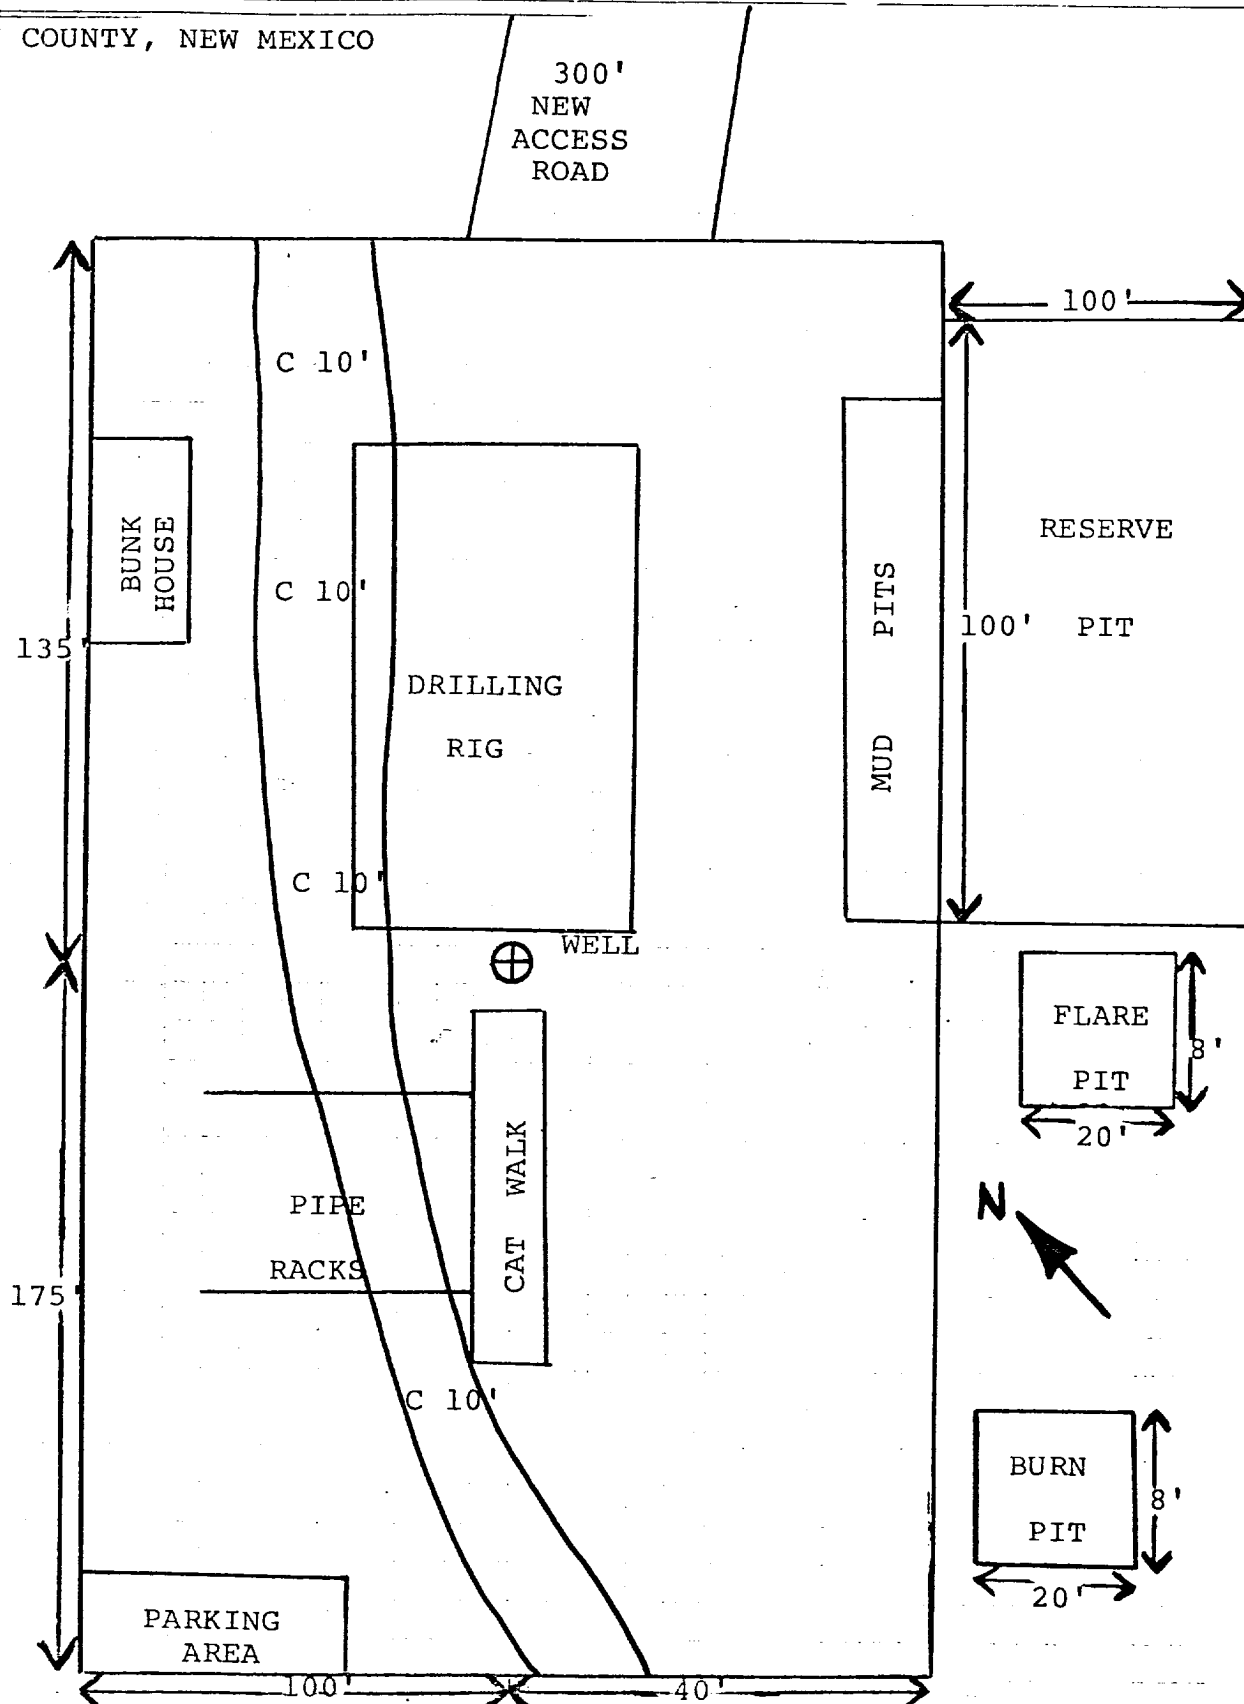 COUNTY, NEW MEXICO
300'
NEW
ACCESS
ROAD
100'
C 10'
BUNK
HOUSE
C 10'
135'
DRILLING
RIG
MUD PITS
100'
RESERVE
PIT
C 10'
WELL
FLARE
PIT
8'
20'
PIPE
RACKS
CAT WALK
N
175'
C 10'
BURN
PIT
8'
20'
PARKING
AREA
100'
40'